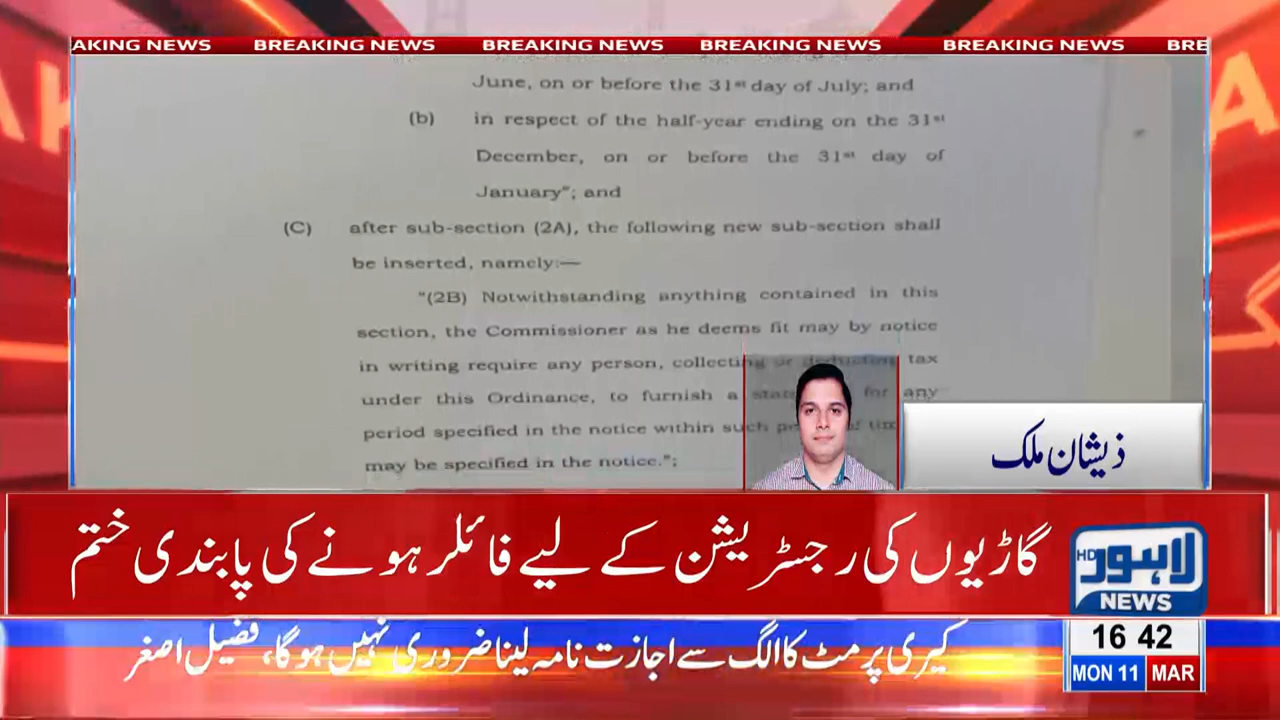 AKING NEWS BREAKING NEWS BREAKING NEWS BREAKING NEWS BREAKING NEWS BRE
June, on or before the 31st day of July; and
(b) in respect of the half-year ending on the 31st
December, on or before the 31st day of
January"; and
(C) after sub-section (2A), the following new sub-section shall
be inserted, namely:—
"(2B) Notwithstanding anything contained in this
section, the Commissioner as he deems fit may by notice
in writing require any person, collecting or deducting tax
under this Ordinance, to furnish a for any
period specified in the notice within such
may be specified in the notice.";
ذیشان ملک
گاڑیوں کی رجسٹریشن کے لیے فائلر ہونے کی پابندی ختم
HD لاہور
NEWS
کیری پرمٹ کا الگ سے اجازت نامہ لینا ضروری نہیں ہوگا، فضیل اصغر
16 42
MON 11 MAR